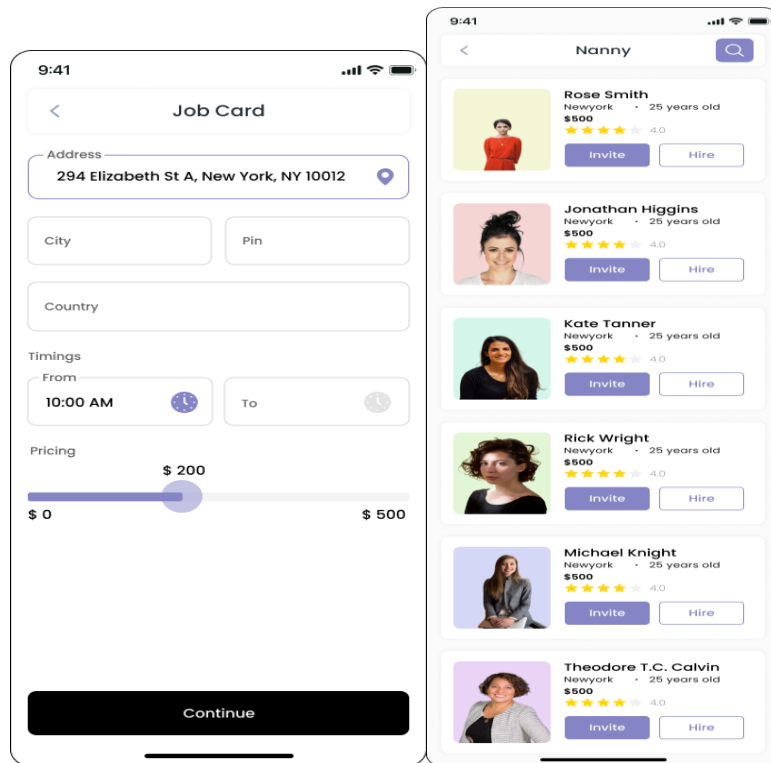 9:41
Job Card
Address
294 Elizabeth St A, New York, NY 10012
City
Pin
Country
Timings
From
10:00 AM
To
Pricing
$ 200
$ 0
$ 500
Continue
9:41
Nanny
Rose Smith
Newyork · 25 years old
$500
4.0
Invite
Hire
Jonathan Higgins
Newyork · 25 years old
$500
4.0
Invite
Hire
Kate Tanner
Newyork · 25 years old
$500
4.0
Invite
Hire
Rick Wright
Newyork · 25 years old
$500
4.0
Invite
Hire
Michael Knight
Newyork · 25 years old
$500
4.0
Invite
Hire
Theodore T.C. Calvin
Newyork · 25 years old
$500
4.0
Invite
Hire